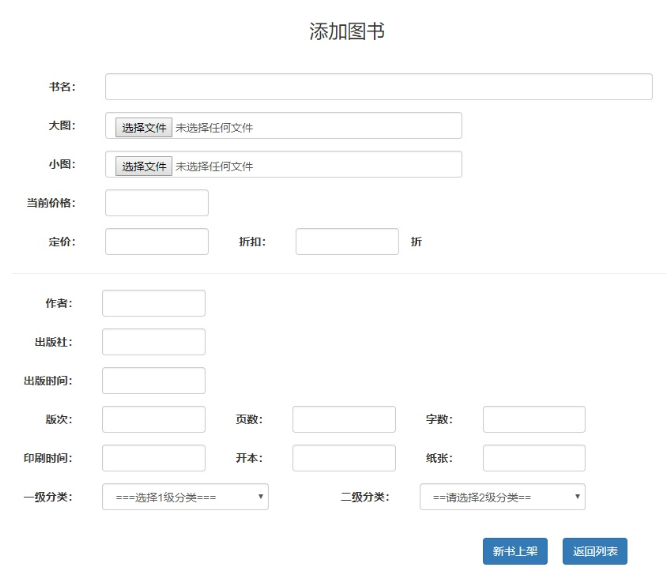 添加图书
书名：
大图： 选择文件 未选择任何文件
小图： 选择文件 未选择任何文件
当前价格：
定价： 折扣： 折
作者：
出版社：
出版时间：
版次： 页数： 字数：
印刷时间： 开本： 纸张：
一级分类： ===选择1级分类=== 二级分类： ==请选择2级分类==
新书上架 返回列表